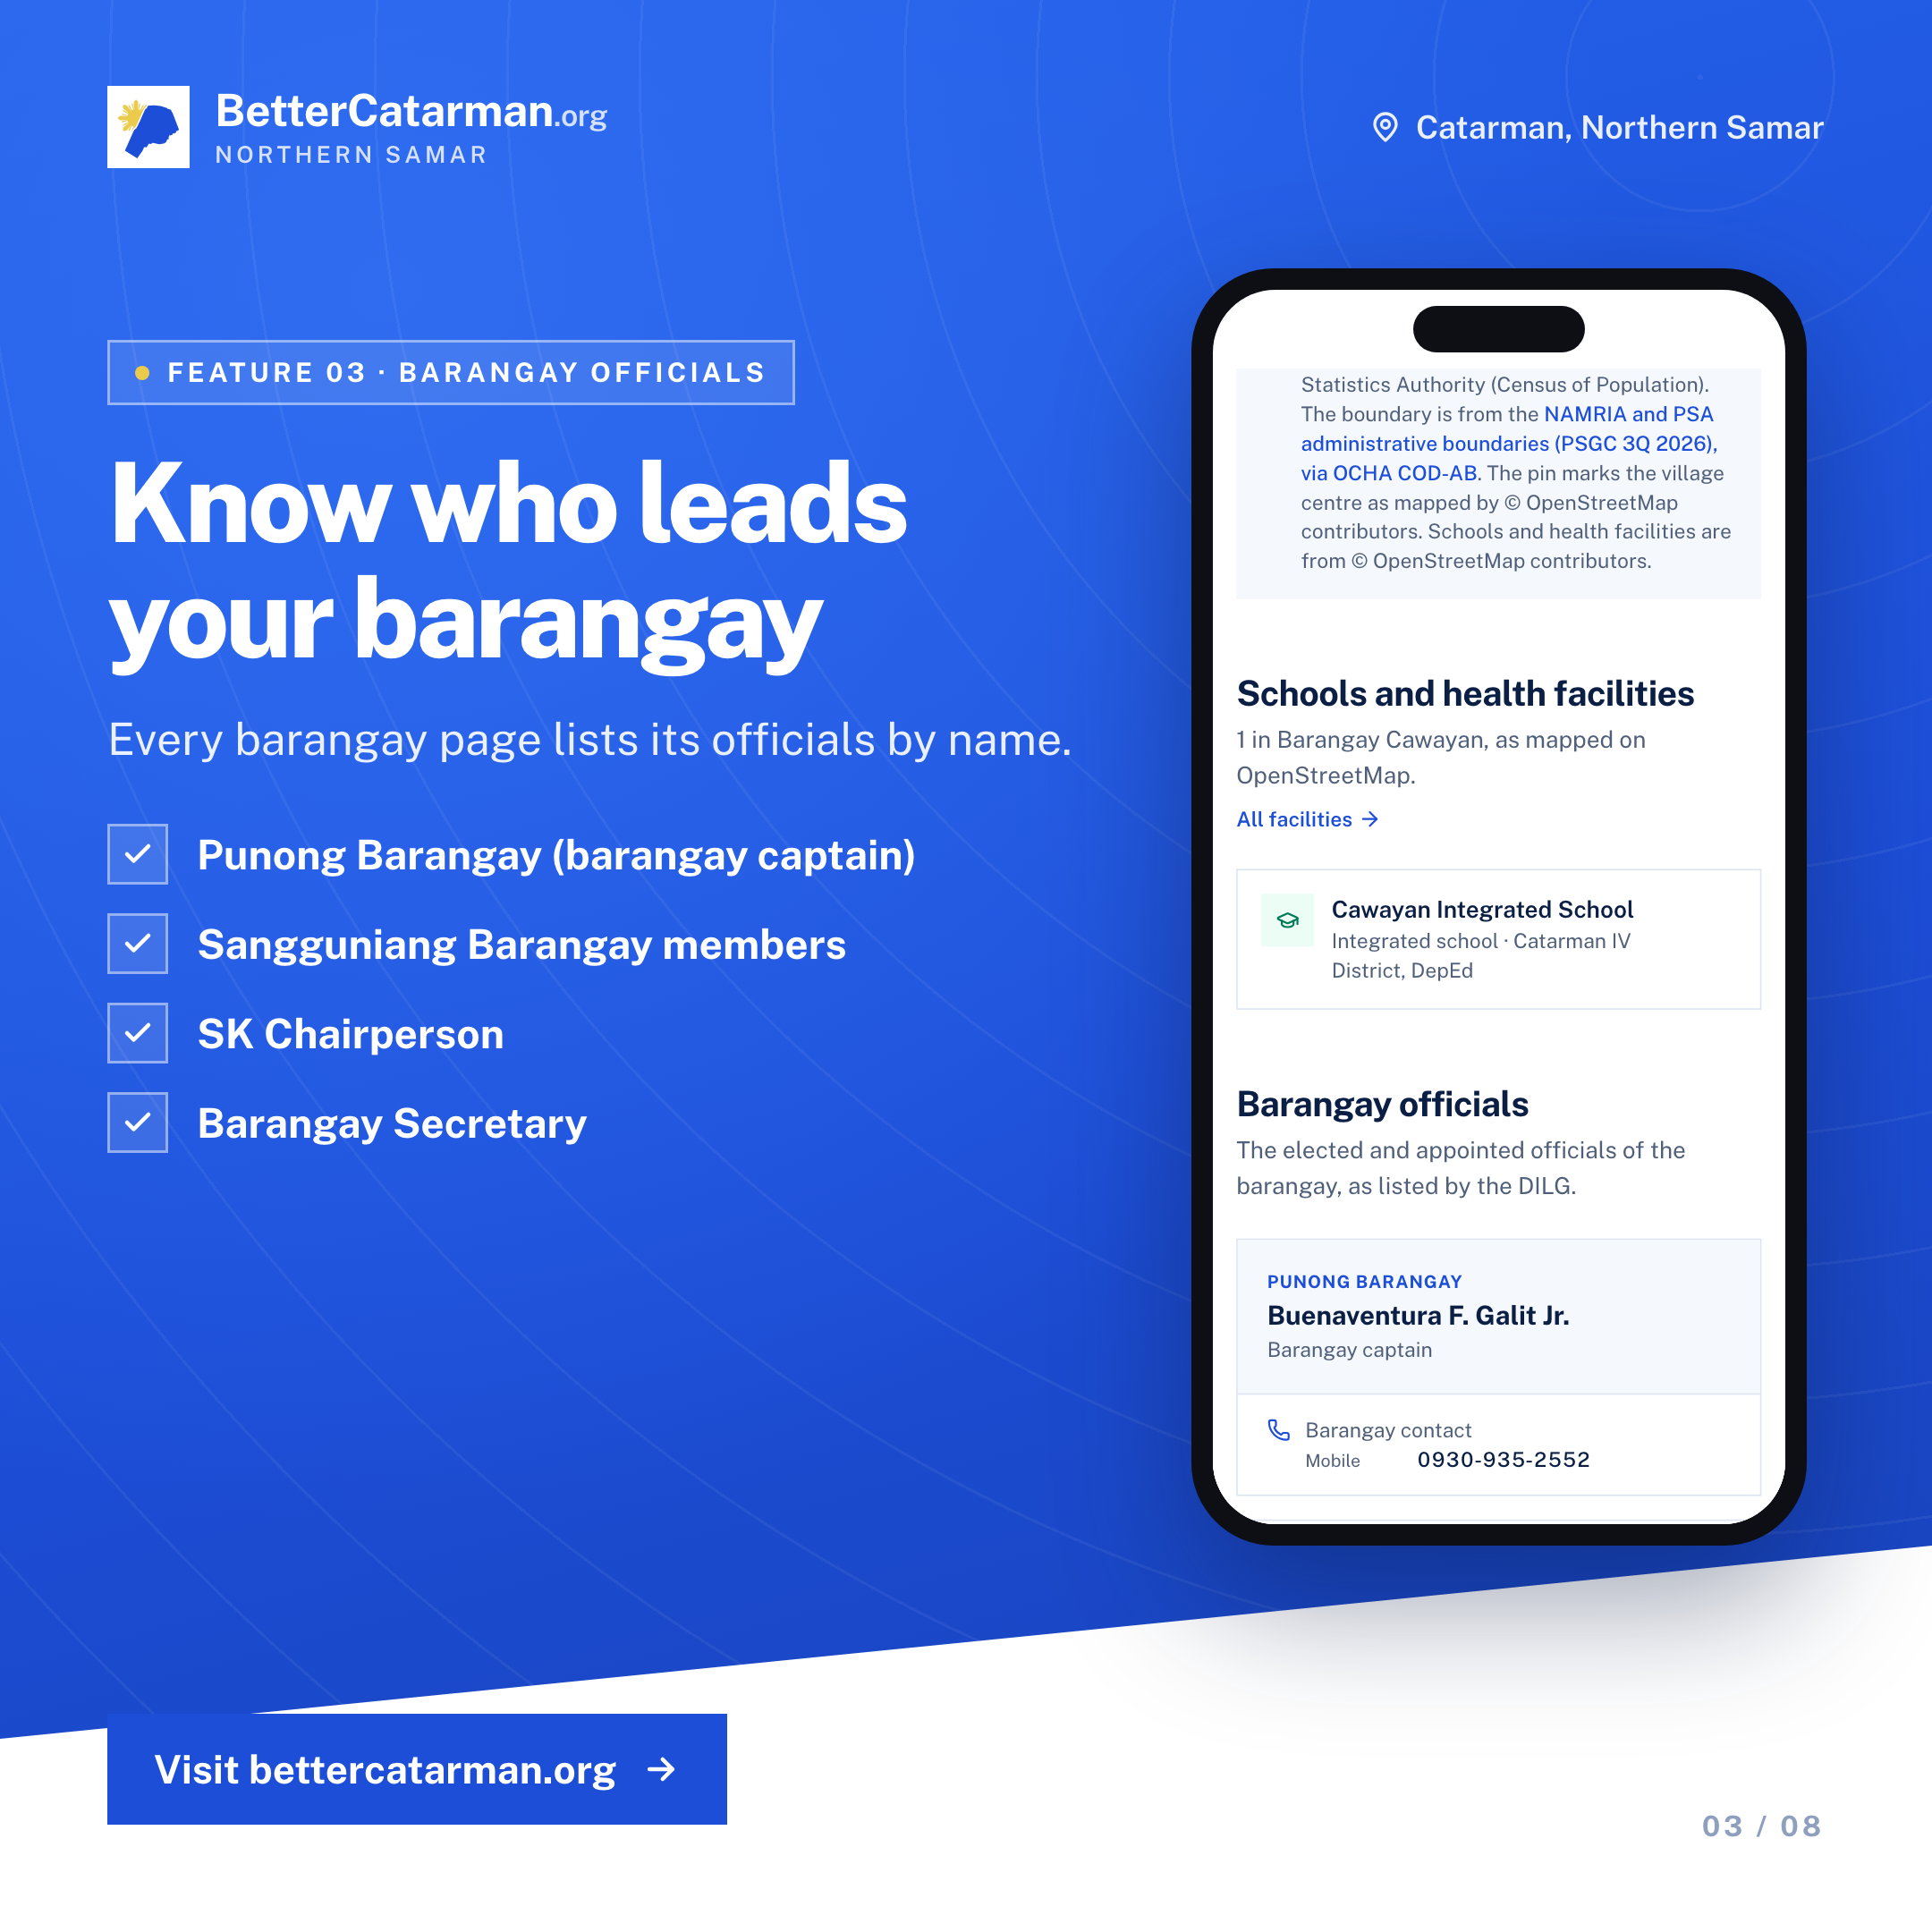 BetterCatarman.org
NORTHERN SAMAR
Catarman, Northern Samar
FEATURE 03 · BARANGAY OFFICIALS
Know who leads
your barangay
Every barangay page lists its officials by name.
Punong Barangay (barangay captain)
Sangguniang Barangay members
SK Chairperson
Barangay Secretary
Statistics Authority (Census of Population).
The boundary is from the NAMRIA and PSA
administrative boundaries (PSGC 3Q 2026),
via OCHA COD-AB. The pin marks the village
centre as mapped by © OpenStreetMap
contributors. Schools and health facilities are
from © OpenStreetMap contributors.
Schools and health facilities
1 in Barangay Cawayan, as mapped on
OpenStreetMap.
All facilities →
Cawayan Integrated School
Integrated school · Catarman IV
District, DepEd
Barangay officials
The elected and appointed officials of the
barangay, as listed by the DILG.
PUNONG BARANGAY
Buenaventura F. Galit Jr.
Barangay captain
Barangay contact
Mobile 0930-935-2552
Visit bettercatarman.org →
03 / 08